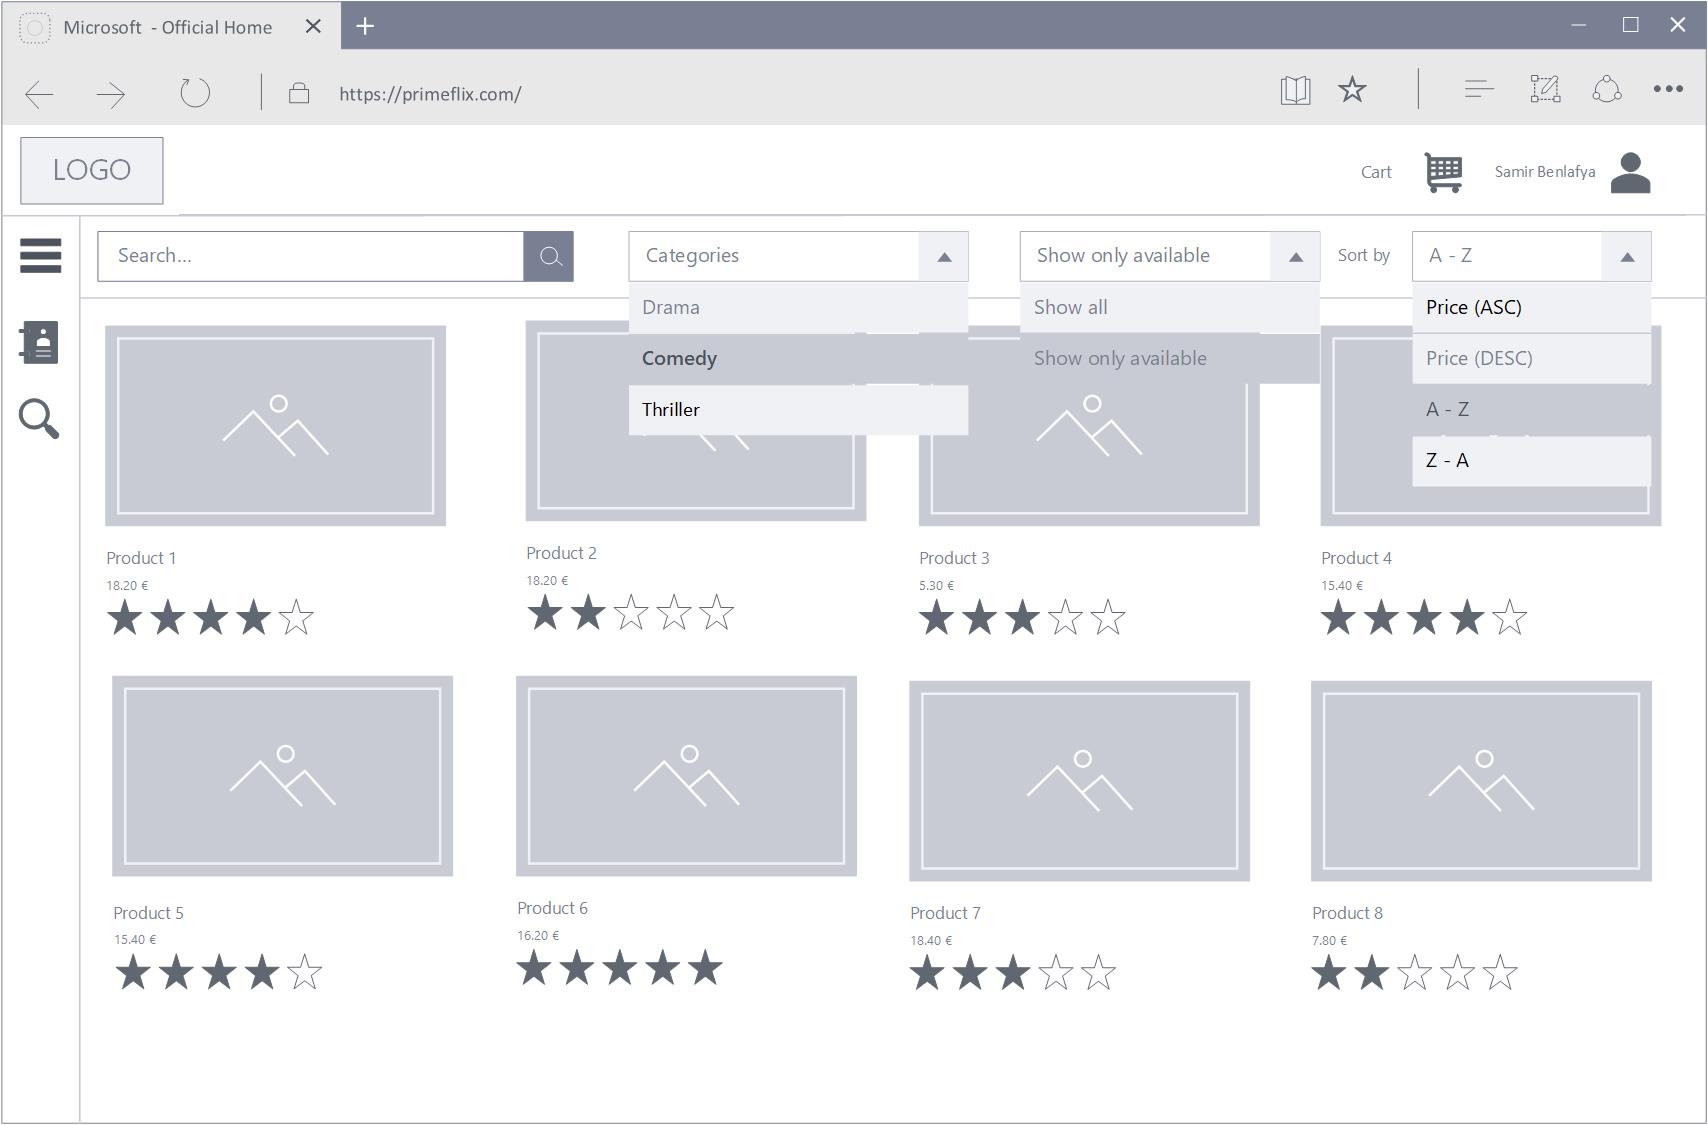 Microsoft - Official Home
https://primeflix.com/
LOGO
Cart
Samir Benlafya
Search...
Categories
Show only available
Sort by
A - Z
Drama
Show all
Price (ASC)
Comedy
Show only available
Price (DESC)
Thriller
A - Z
Z - A
Product 1
18.20 €
Product 2
18.20 €
Product 3
5.30 €
Product 4
15.40 €
Product 5
15.40 €
Product 6
16.20 €
Product 7
18.40 €
Product 8
7.80 €